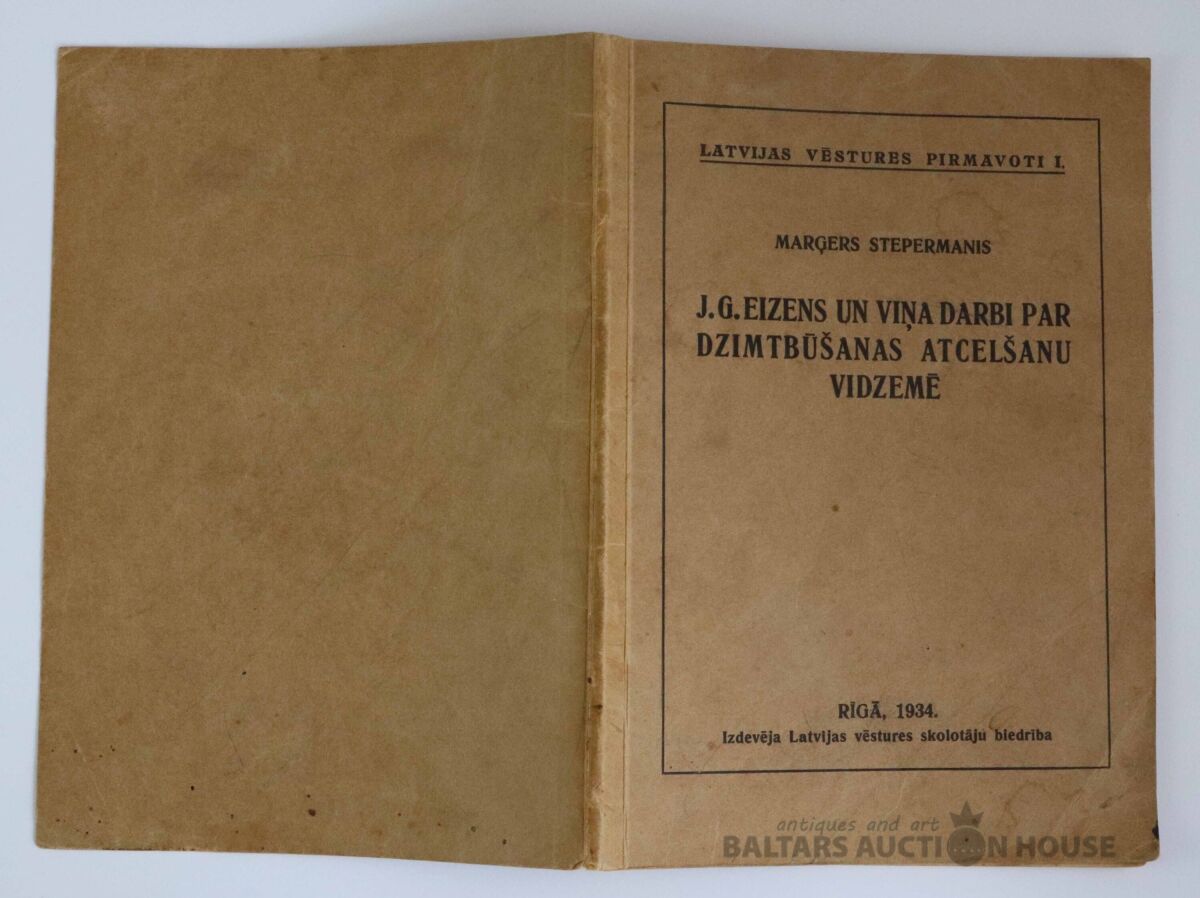 LATVIJAS VĒSTURES PIRMAVOTI I.
MARĢERS STEPERMANIS
J. G. EIZENS UN VIŅA DARBI PAR
DZIMTBŪŠANAS ATCELŠANU
VIDZEMĒ
RĪGĀ, 1934.
Izdevēja Latvijas vēstures skolotāju biedrība
antiques and art
BALTARS AUCTION HOUSE